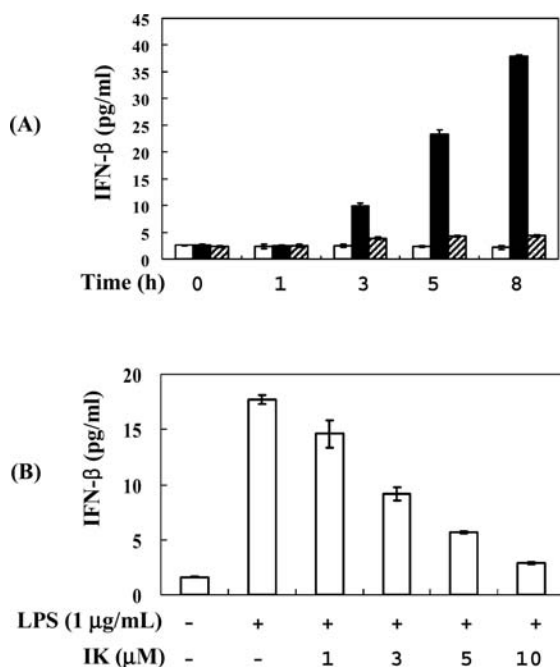 (A)
IFN-β (pg/ml)
45
40
35
30
25
20
15
10
5
0
Time (h) 0 1 3 5 8
(B)
IFN-β (pg/ml)
20
15
10
5
0
LPS (1 μg/mL) - + + + + +
IK (μM) - - 1 3 5 10